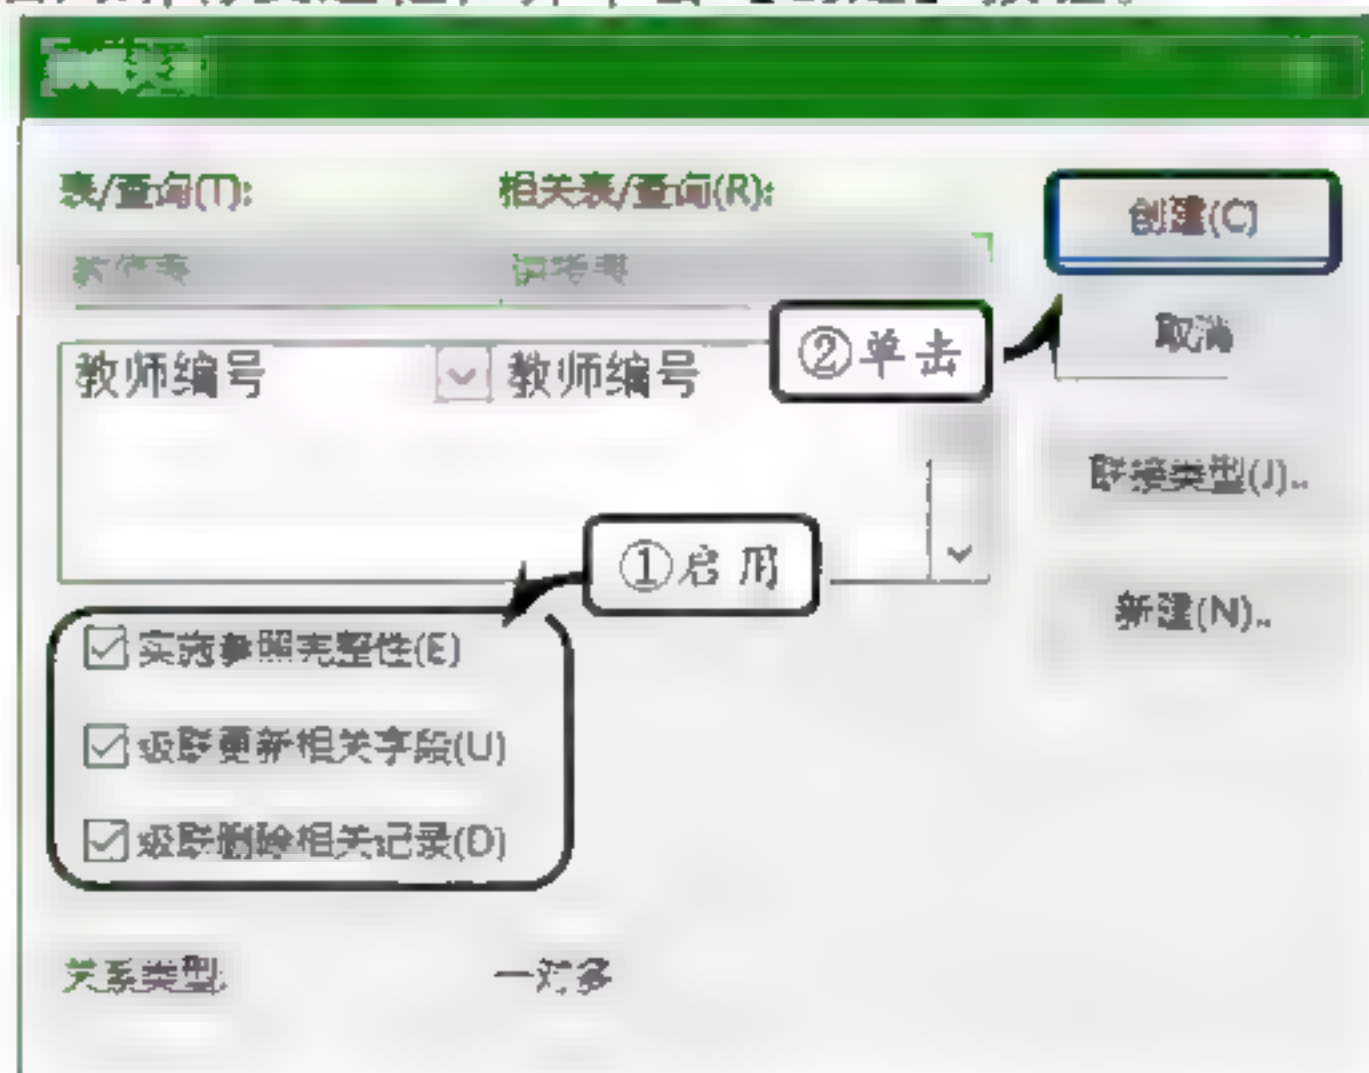 表/查询(T): 相关表/查询(R):
创建(C)
取消
教师编号 教师编号
②单击
联接类型(J)..
①启用
新建(N)..
实施参照完整性(E)
级联更新相关字段(U)
级联删除相关记录(D)
关系类型: 一对多